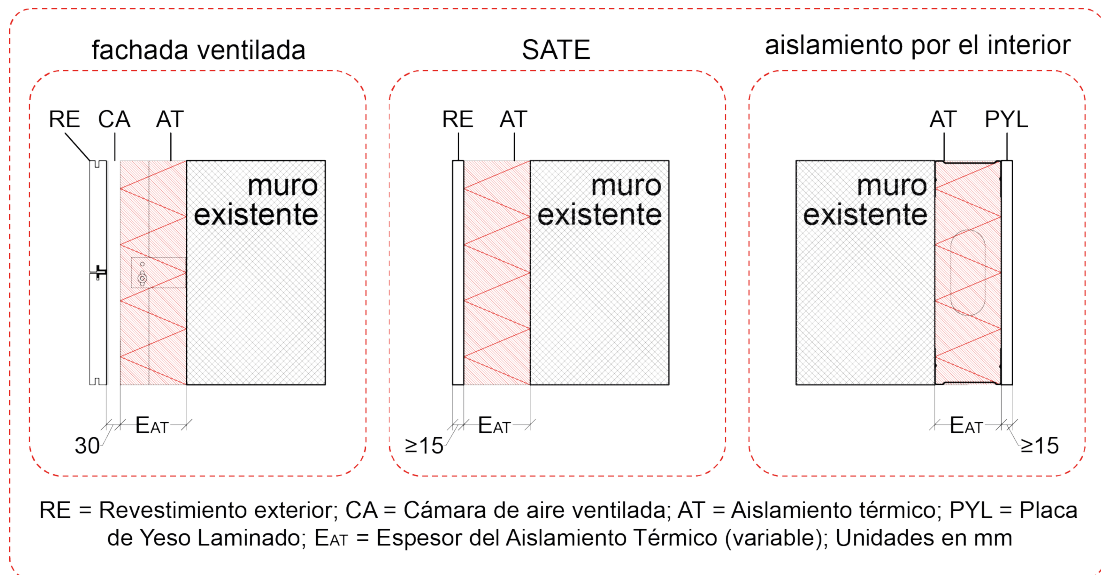 fachada ventilada
RE CA AT
muro
existente
30 EAT
SATE
RE AT
muro
existente
≥15 EAT
aislamiento por el interior
AT PYL
muro
existente
EAT ≥15
RE = Revestimiento exterior; CA = Cámara de aire ventilada; AT = Aislamiento térmico; PYL = Placa
de Yeso Laminado; EAT = Espesor del Aislamiento Térmico (variable); Unidades en mm